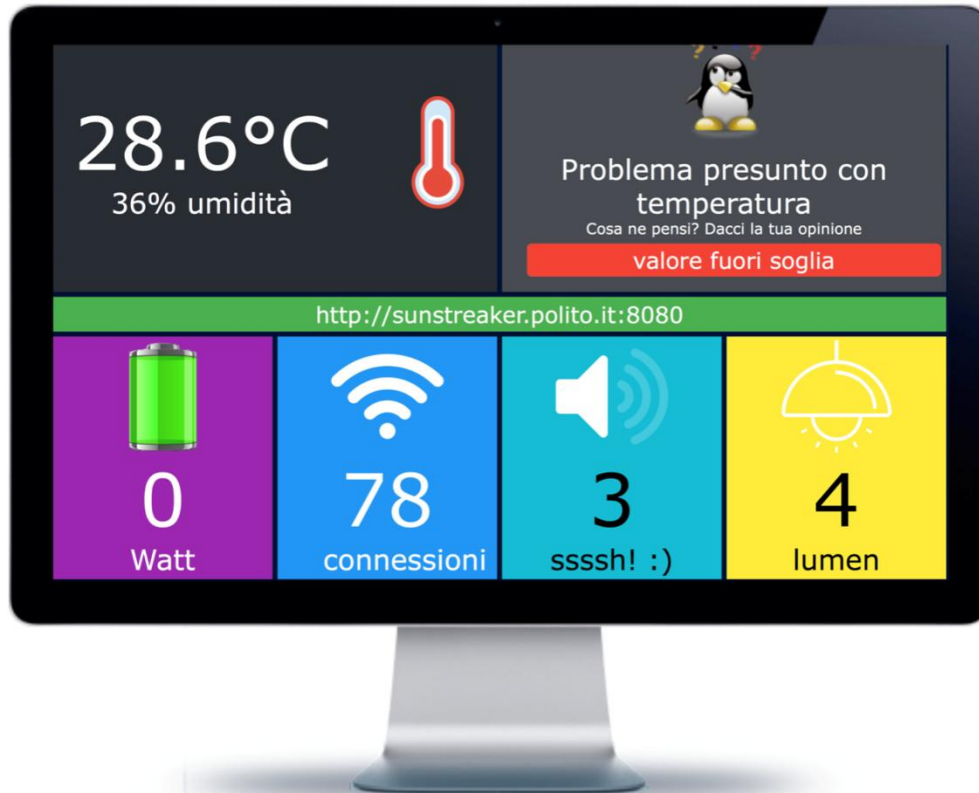 28.6°C
36% umidità
Problema presunto con
temperatura
Cosa ne pensi? Dacci la tua opinione
valore fuori soglia
http://sunstreaker.polito.it:8080
0
Watt
78
connessioni
3
ssssh! :)
4
lumen